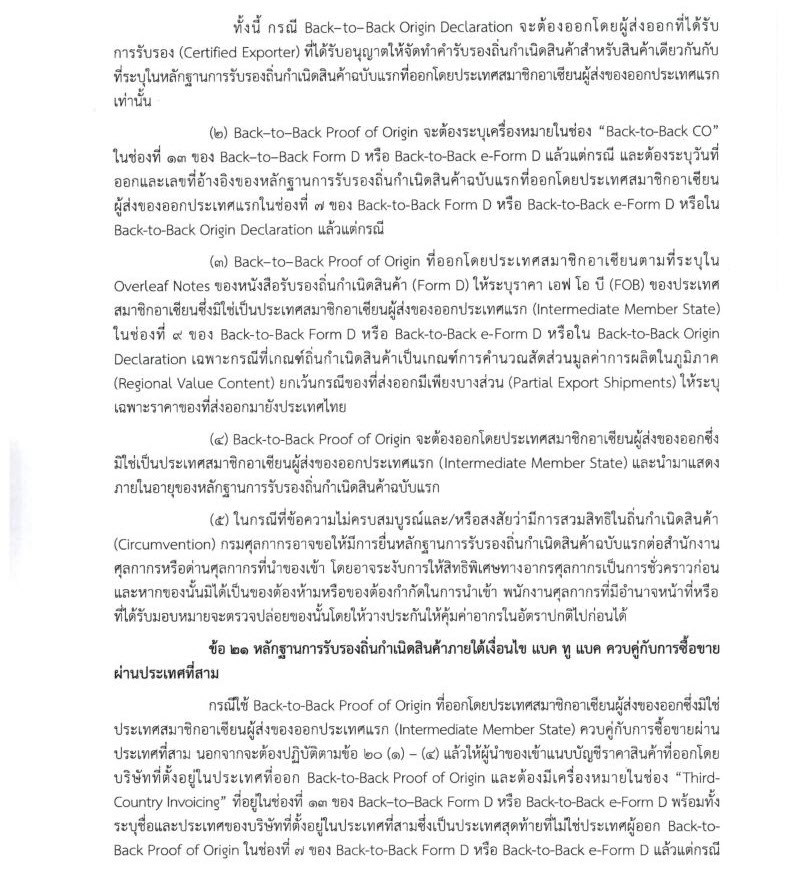 ทั้งนี้ กรณี Back–to–Back Origin Declaration จะต้องออกโดยผู้ส่งออกที่ได้รับ
การรับรอง (Certified Exporter) ที่ได้รับอนุญาตให้จัดทำคำรับรองถิ่นกำเนิดสินค้าสำหรับสินค้าเดียวกันกับ
ที่ระบุในหลักฐานการรับรองถิ่นกำเนิดสินค้าฉบับแรกที่ออกโดยประเทศสมาชิกอาเซียนผู้ส่งของออกประเทศแรก
เท่านั้น
(๒) Back–to–Back Proof of Origin จะต้องระบุเครื่องหมายในช่อง “Back-to-Back CO”
ในช่องที่ ๑๓ ของ Back–to–Back Form D หรือ Back-to-Back e-Form D แล้วแต่กรณี และต้องระบุวันที่
ออกและเลขที่อ้างอิงของหลักฐานการรับรองถิ่นกำเนิดสินค้าฉบับแรกที่ออกโดยประเทศสมาชิกอาเซียน
ผู้ส่งของออกประเทศแรกในช่องที่ ๗ ของ Back-to-Back Form D หรือ Back-to-Back e-Form D หรือใน
Back-to-Back Origin Declaration แล้วแต่กรณี
(๓) Back–to–Back Proof of Origin ที่ออกโดยประเทศสมาชิกอาเซียนตามที่ระบุใน
Overleaf Notes ของหนังสือรับรองถิ่นกำเนิดสินค้า (Form D) ให้ระบุราคา เอฟ โอ บี (FOB) ของประเทศ
สมาชิกอาเซียนซึ่งมิใช่เป็นประเทศสมาชิกอาเซียนผู้ส่งของออกประเทศแรก (Intermediate Member State)
ในช่องที่ ๙ ของ Back-to-Back Form D หรือ Back-to-Back e-Form D หรือใน Back-to-Back Origin
Declaration เฉพาะกรณีที่เกณฑ์ถิ่นกำเนิดสินค้าเป็นเกณฑ์การคำนวณสัดส่วนมูลค่าการผลิตในภูมิภาค
(Regional Value Content) ยกเว้นกรณีของที่ส่งออกมีเพียงบางส่วน (Partial Export Shipments) ให้ระบุ
เฉพาะราคาของที่ส่งออกมายังประเทศไทย
(๔) Back-to-Back Proof of Origin จะต้องออกโดยประเทศสมาชิกอาเซียนผู้ส่งของออกซึ่ง
มิใช่เป็นประเทศสมาชิกอาเซียนผู้ส่งของออกประเทศแรก (Intermediate Member State) และนำมาแสดง
ภายในอายุของหลักฐานการรับรองถิ่นกำเนิดสินค้าฉบับแรก
(๕) ในกรณีที่ข้อความไม่ครบสมบูรณ์และ/หรือสงสัยว่ามีการสวมสิทธิในถิ่นกำเนิดสินค้า
(Circumvention) กรมศุลกากรอาจขอให้มีการยื่นหลักฐานการรับรองถิ่นกำเนิดสินค้าฉบับแรกต่อสำนักงาน
ศุลกากรหรือด่านศุลกากรที่นำของเข้า โดยอาจระงับการให้สิทธิพิเศษทางอากรศุลกากรเป็นการชั่วคราวก่อน
และหากของนั้นมิได้เป็นของต้องห้ามหรือของต้องกำกัดในการนำเข้า พนักงานศุลกากรที่มีอำนาจหน้าที่หรือ
ที่ได้รับมอบหมายจะตรวจปล่อยของนั้นโดยให้วางประกันให้คุ้มค่าอากรในอัตราปกติไปก่อนได้
ข้อ ๒๑ หลักฐานการรับรองถิ่นกำเนิดสินค้าภายใต้เงื่อนไข แบค ทู แบค ควบคู่กับการซื้อขาย
ผ่านประเทศที่สาม
กรณีใช้ Back-to-Back Proof of Origin ที่ออกโดยประเทศสมาชิกอาเซียนผู้ส่งของออกซึ่งมิใช่
ประเทศสมาชิกอาเซียนผู้ส่งของออกประเทศแรก (Intermediate Member State) ควบคู่กับการซื้อขายผ่าน
ประเทศที่สาม นอกจากจะต้องปฏิบัติตามข้อ ๒๐ (๑) – (๔) แล้วให้ผู้นำของเข้าแนบบัญชีราคาสินค้าที่ออกโดย
บริษัทที่ตั้งอยู่ในประเทศที่ออก Back-to-Back Proof of Origin และต้องมีเครื่องหมายในช่อง “Third-
Country Invoicing” ที่อยู่ในช่องที่ ๑๓ ของ Back–to–Back Form D หรือ Back-to-Back e-Form D พร้อมทั้ง
ระบุชื่อและประเทศของบริษัทที่ตั้งอยู่ในประเทศที่สามซึ่งเป็นประเทศสุดท้ายที่ไม่ใช่ประเทศผู้ออก Back-to-
Back Proof of Origin ในช่องที่ ๗ ของ Back-to-Back Form D หรือ Back-to-Back e-Form D แล้วแต่กรณี